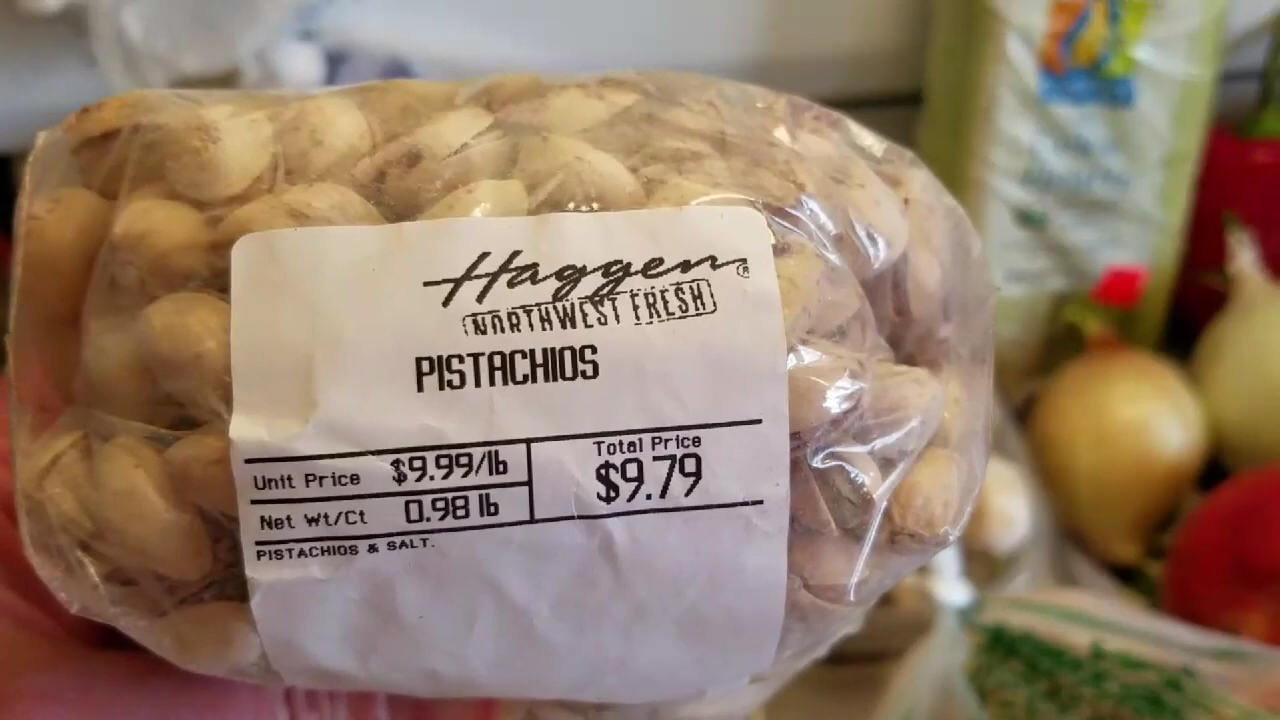 Haggen®
NORTHWEST FRESH
PISTACHIOS
Unit Price $9.99/lb
Net Wt/Ct 0.98 lb
Total Price
$9.79
PISTACHIOS & SALT.